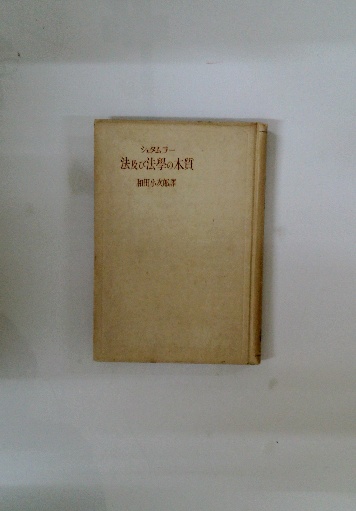 シュタムラー
法及び法學の本質
和田小次郎譯